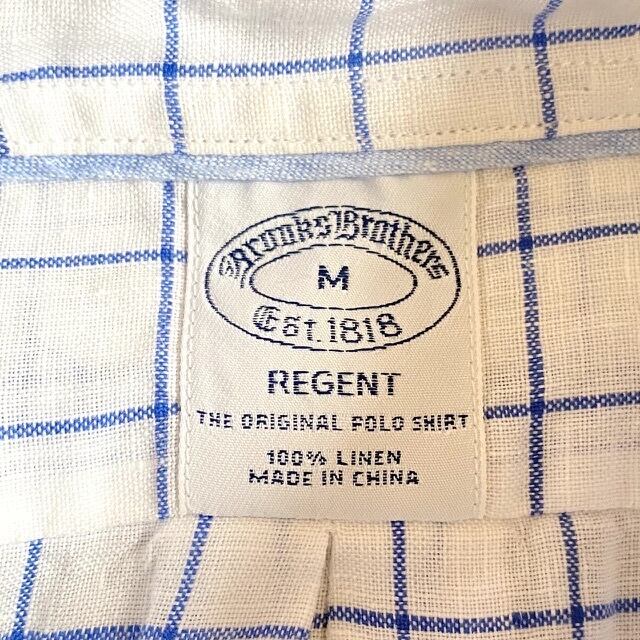 Brooks Brothers
M
Est. 1818
REGENT
THE ORIGINAL POLO SHIRT
100% LINEN
MADE IN CHINA